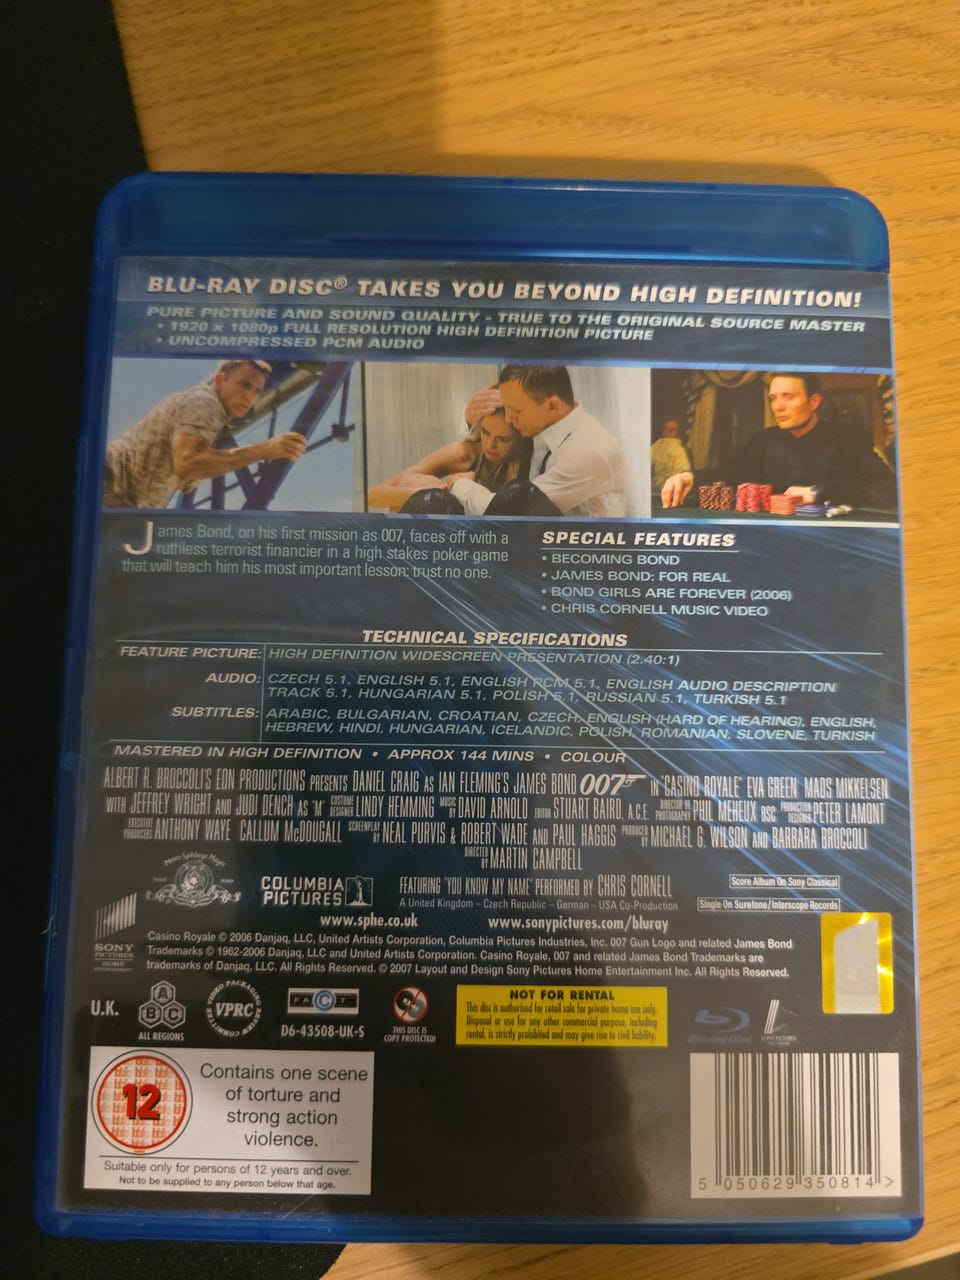 BLU-RAY DISC® TAKES YOU BEYOND HIGH DEFINITION!
PURE PICTURE AND SOUND QUALITY - TRUE TO THE ORIGINAL SOURCE MASTER
• 1920 x 1080p FULL RESOLUTION HIGH DEFINITION PICTURE
• UNCOMPRESSED PCM AUDIO
James Bond, on his first mission as 007, faces off with a
ruthless terrorist financier in a high stakes poker game
that will teach him his most important lesson: trust no one.
SPECIAL FEATURES
• BECOMING BOND
• JAMES BOND: FOR REAL
• BOND GIRLS ARE FOREVER (2006)
• CHRIS CORNELL MUSIC VIDEO
TECHNICAL SPECIFICATIONS
FEATURE PICTURE: HIGH DEFINITION WIDESCREEN PRESENTATION (2.40:1)
AUDIO: CZECH 5.1, ENGLISH 5.1, ENGLISH PCM 5.1, ENGLISH AUDIO DESCRIPTION
TRACK 5.1, HUNGARIAN 5.1, POLISH 5.1, RUSSIAN 5.1, TURKISH 5.1
SUBTITLES: ARABIC, BULGARIAN, CROATIAN, CZECH, ENGLISH (HARD OF HEARING), ENGLISH,
HEBREW, HINDI, HUNGARIAN, ICELANDIC, POLISH, ROMANIAN, SLOVENE, TURKISH
MASTERED IN HIGH DEFINITION • APPROX 144 MINS • COLOUR
ALBERT R. BROCCOLI'S EON PRODUCTIONS PRESENTS DANIEL CRAIG AS IAN FLEMING'S JAMES BOND 007 IN "CASINO ROYALE" EVA GREEN MADS MIKKELSEN
WITH JEFFREY WRIGHT AND JUDI DENCH AS "M" COSTUME DESIGNER LINDY HEMMING MUSIC BY DAVID ARNOLD EDITOR STUART BAIRD, A.C.E. DIRECTOR OF PHOTOGRAPHY PHIL MEHEUX BSC PRODUCTION DESIGNER PETER LAMONT
EXECUTIVE PRODUCERS ANTHONY WAYE CALLUM McDOUGALL SCREENPLAY BY NEAL PURVIS & ROBERT WADE AND PAUL HAGGIS PRODUCED BY MICHAEL G. WILSON AND BARBARA BROCCOLI
DIRECTED BY MARTIN CAMPBELL
Metro Goldwyn Mayer
TRADE MARK
COLUMBIA
PICTURES
FEATURING "YOU KNOW MY NAME" PERFORMED BY CHRIS CORNELL
A United Kingdom - Czech Republic - German - USA Co-Production
Score Album On Sony Classical
Single On Suretone/Interscope Records
www.sphe.co.uk
www.sonypictures.com/bluray
SONY
PICTURES
HOME
ENTERTAINMENT
Casino Royale © 2006 Danjaq, LLC, United Artists Corporation, Columbia Pictures Industries, Inc. 007 Gun Logo and related James Bond
Trademarks © 1962-2006 Danjaq, LLC and United Artists Corporation. Casino Royale, 007 and related James Bond Trademarks are
trademarks of Danjaq, LLC. All Rights Reserved. © 2007 Layout and Design Sony Pictures Home Entertainment Inc. All Rights Reserved.
U.K.
A
B C
ALL REGIONS
VIDEO PACKAGING REVIEW COMMITTEE
VPRC
FACT
D6-43508-UK-S
THIS DISC IS
COPY PROTECTED!
NOT FOR RENTAL
This disc is authorised for retail sale for private home use only.
Disposal or use for any other commercial purpose, including
rental, is strictly prohibited and may give rise to civil liability.
Blu-ray Disc
1
12
Contains one scene
of torture and
strong action
violence.
Suitable only for persons of 12 years and over.
Not to be supplied to any person below that age.
5 050629 350814 >